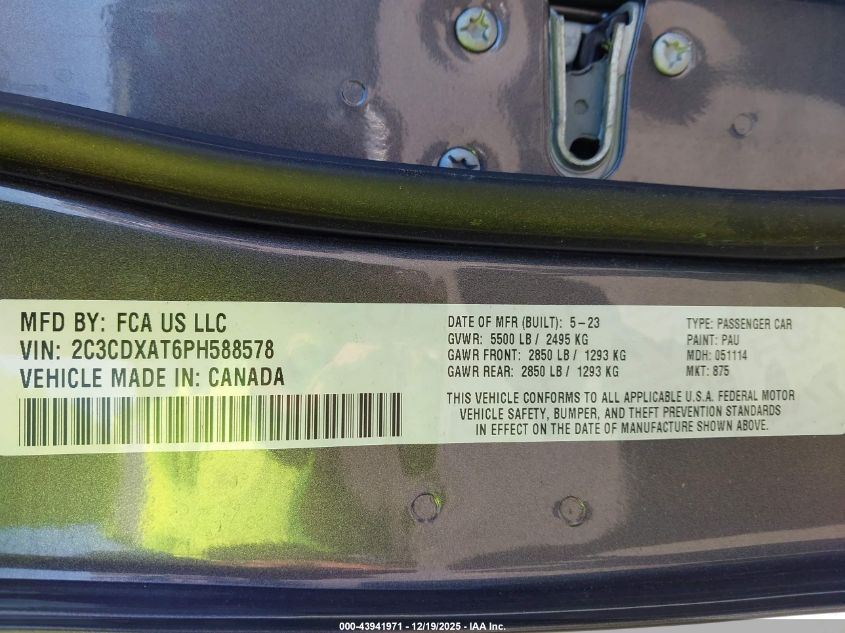 MFD BY: FCA US LLC
VIN: 2C3CDXAT6PH588578
VEHICLE MADE IN: CANADA
DATE OF MFR (BUILT): 5-23
GVWR: 5500 LB / 2495 KG
GAWR FRONT: 2850 LB / 1293 KG
GAWR REAR: 2850 LB / 1293 KG
TYPE: PASSENGER CAR
PAINT: PAU
MDH: 051114
MKT: 875
THIS VEHICLE CONFORMS TO ALL APPLICABLE U.S.A. FEDERAL MOTOR
VEHICLE SAFETY, BUMPER, AND THEFT PREVENTION STANDARDS
IN EFFECT ON THE DATE OF MANUFACTURE SHOWN ABOVE.
000-43941971 - 12/19/2025 - IAA Inc.